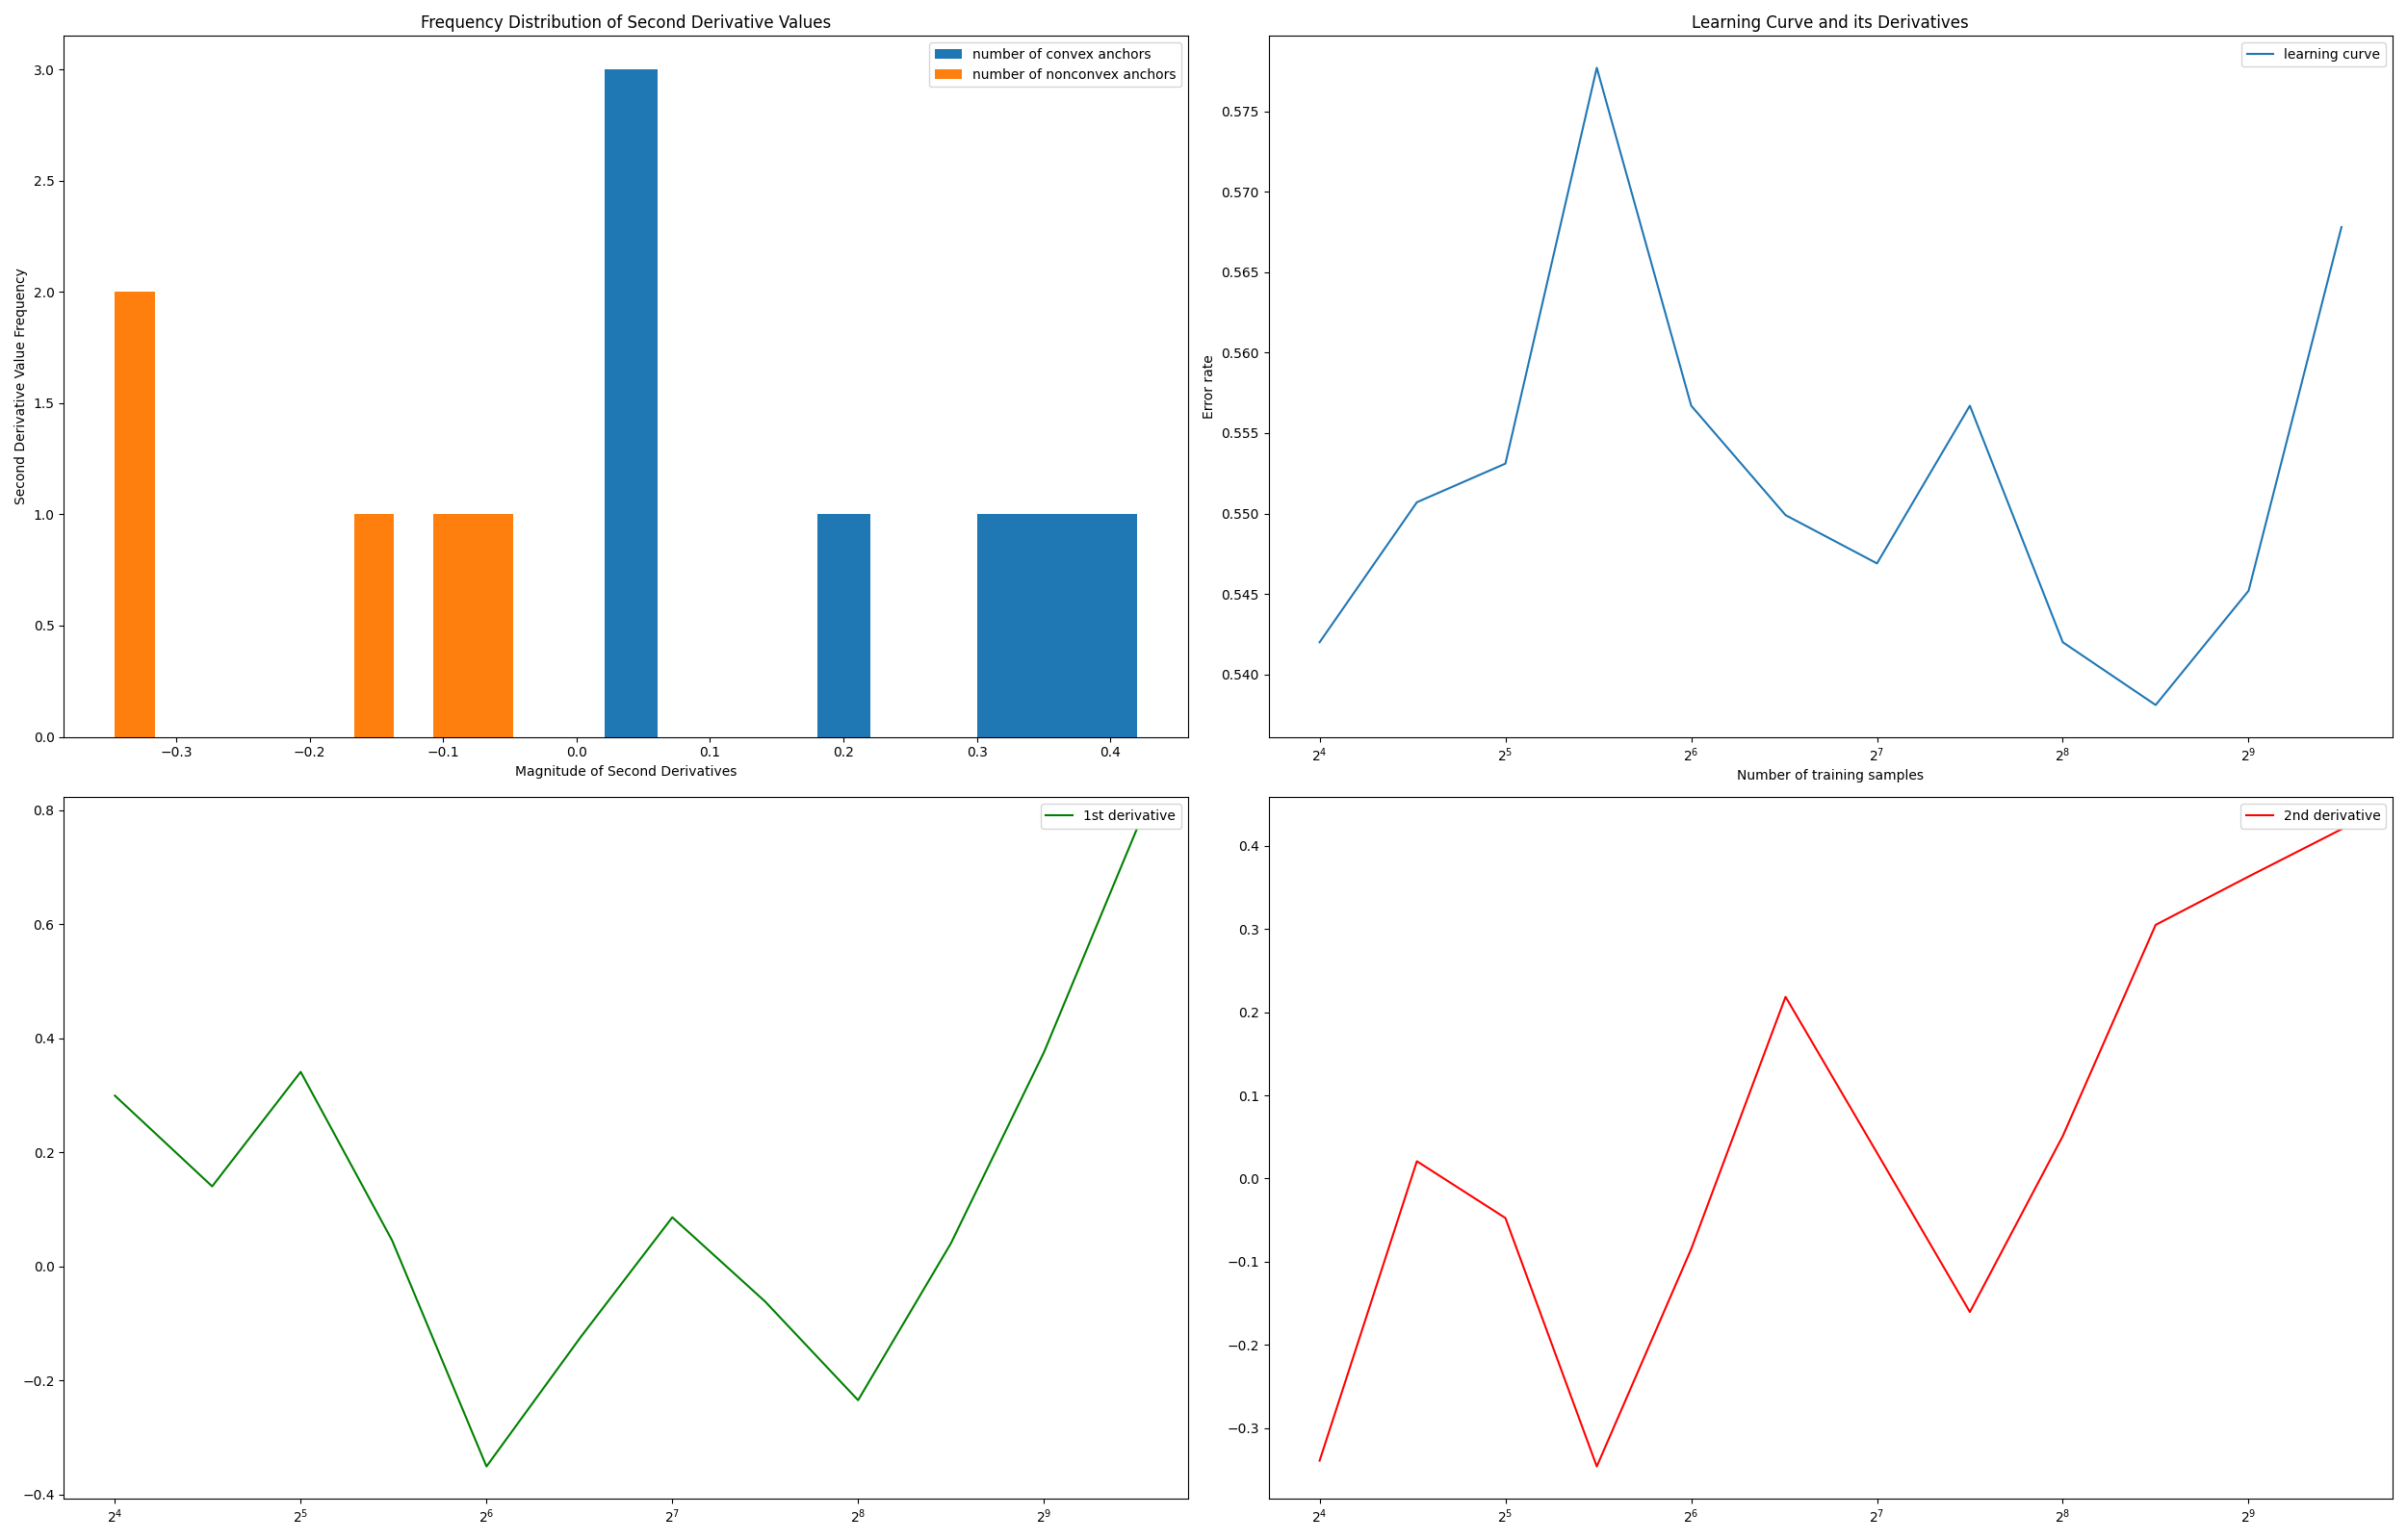 Frequency Distribution of Second Derivative Values
number of convex anchors
number of nonconvex anchors
Second Derivative Value Frequency
3.0
2.5
2.0
1.5
1.0
0.5
0.0
−0.3 −0.2 −0.1 0.0 0.1 0.2 0.3 0.4
Magnitude of Second Derivatives
Learning Curve and its Derivatives
learning curve
Error rate
0.575
0.570
0.565
0.560
0.555
0.550
0.545
0.540
2⁴ 2⁵ 2⁶ 2⁷ 2⁸ 2⁹
Number of training samples
1st derivative
0.8
0.6
0.4
0.2
0.0
−0.2
−0.4
2⁴ 2⁵ 2⁶ 2⁷ 2⁸ 2⁹
2nd derivative
0.4
0.3
0.2
0.1
0.0
−0.1
−0.2
−0.3
2⁴ 2⁵ 2⁶ 2⁷ 2⁸ 2⁹